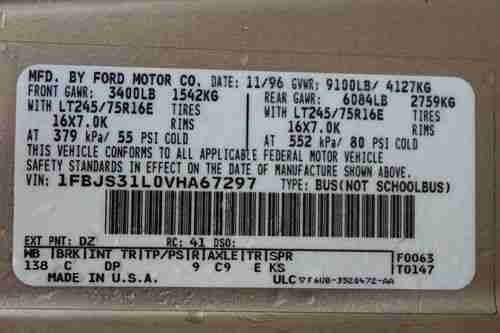 MFD. BY FORD MOTOR CO. DATE: 11/96 GVWR: 9100LB/ 4127KG
FRONT GAWR: 3400LB 1542KG REAR GAWR: 6084LB 2759KG
WITH LT245/75R16E TIRES WITH LT245/75R16E TIRES
16X7.0K RIMS 16X7.0K RIMS
AT 379 kPa/ 55 PSI COLD AT 552 kPa/ 80 PSI COLD
THIS VEHICLE CONFORMS TO ALL APPLICABLE FEDERAL MOTOR VEHICLE
SAFETY STANDARDS IN EFFECT ON THE DATE OF MANUFACTURE SHOWN ABOVE.
VIN: 1FBJS31L0VHA67297 TYPE: BUS(NOT SCHOOLBUS)
EXT PNT: DZ RC: 41 DSO:
WB BRK INT TR TP/PS R AXLE TR SPR F0063
138 C DP 9 C9 E KS T0147
MADE IN U.S.A. ULC